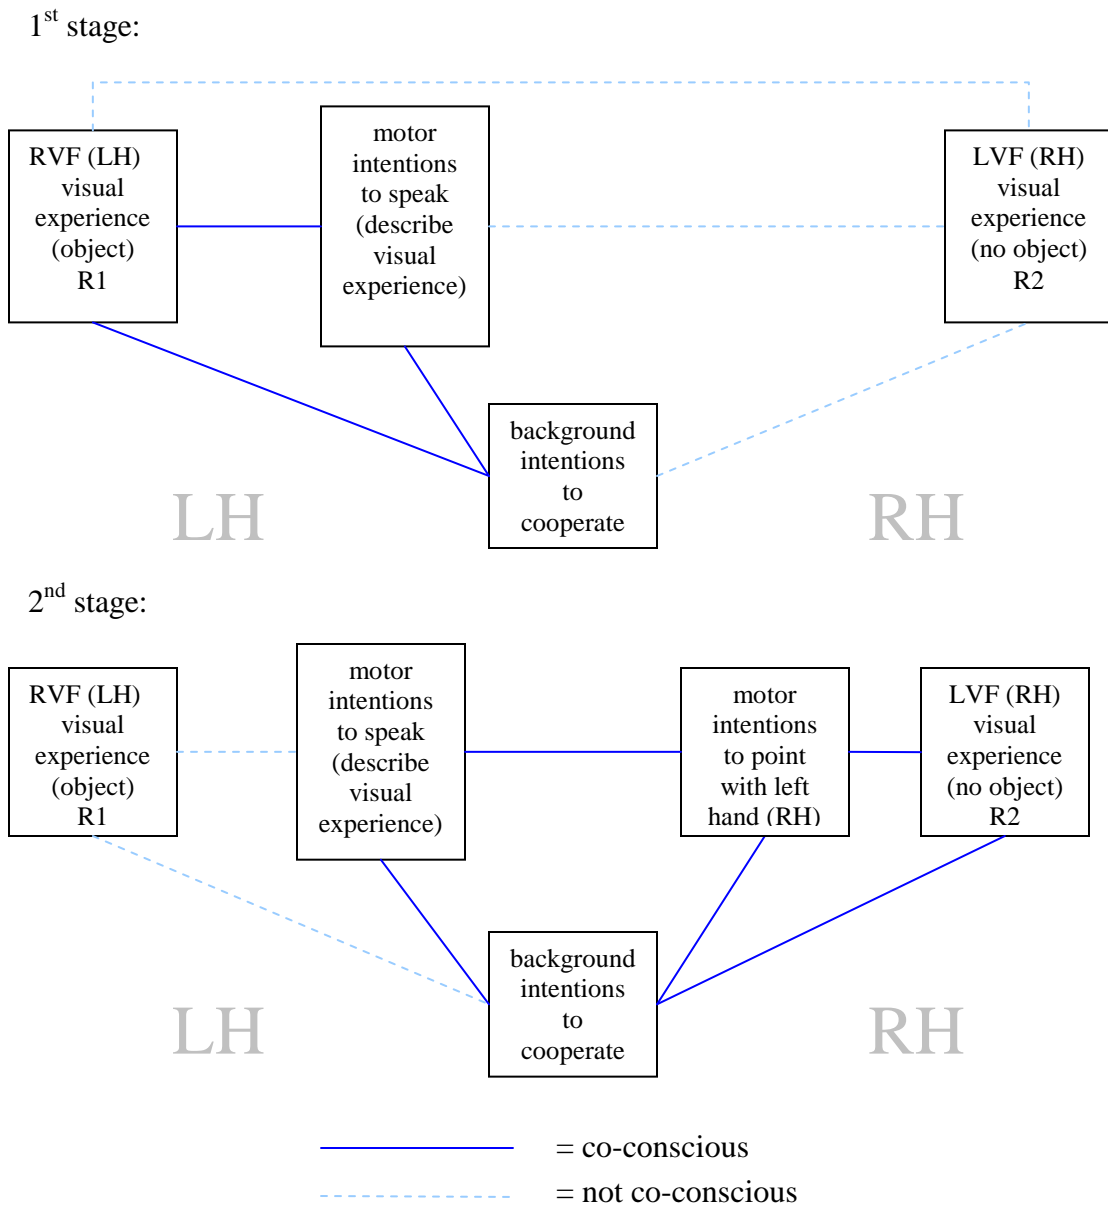 1st stage:
RVF (LH)
visual
experience
(object)
R1
motor
intentions
to speak
(describe
visual
experience)
LVF (RH)
visual
experience
(no object)
R2
background
intentions
to
cooperate
LH
RH
2nd stage:
RVF (LH)
visual
experience
(object)
R1
motor
intentions
to speak
(describe
visual
experience)
motor
intentions
to point
with left
hand (RH)
LVF (RH)
visual
experience
(no object)
R2
background
intentions
to
cooperate
LH
RH
= co-conscious
= not co-conscious